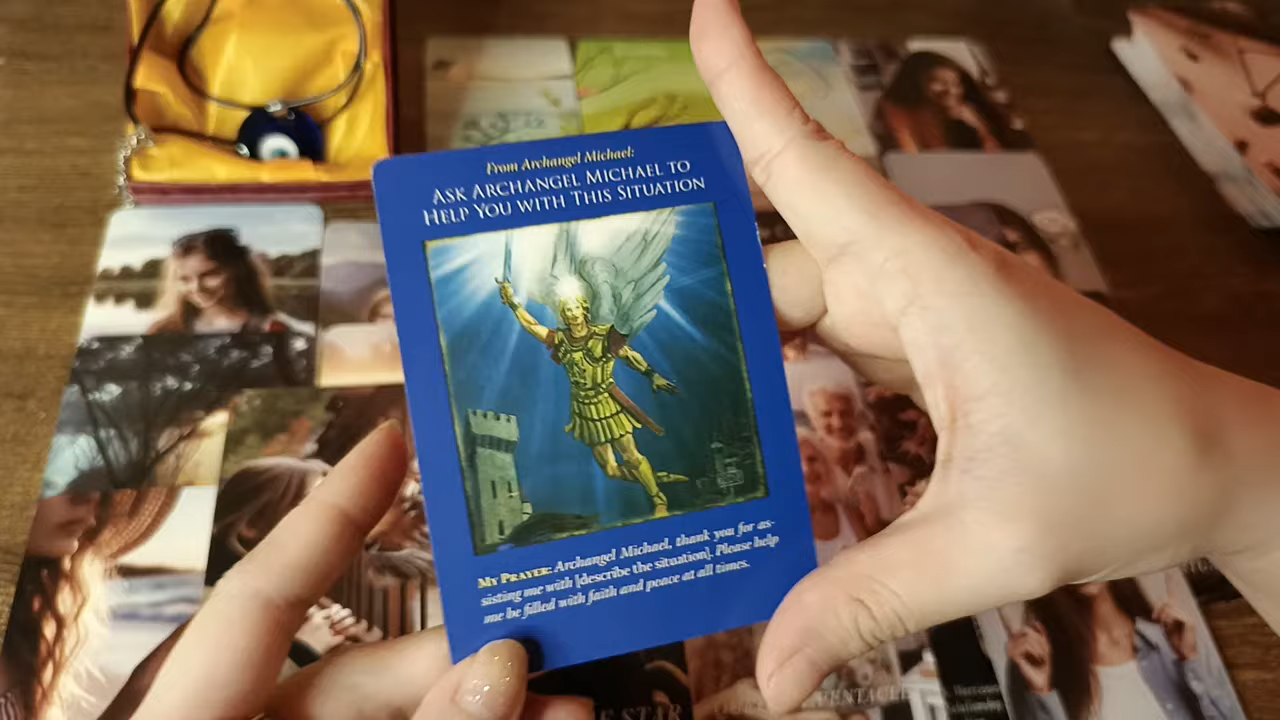 From Archangel Michael:
ASK ARCHANGEL MICHAEL TO
HELP YOU WITH THIS SITUATION
MY PRAYER: Archangel Michael, thank you for as-
sisting me with [describe the situation]. Please help
me be filled with faith and peace at all times.
E STAR
PENTACLE